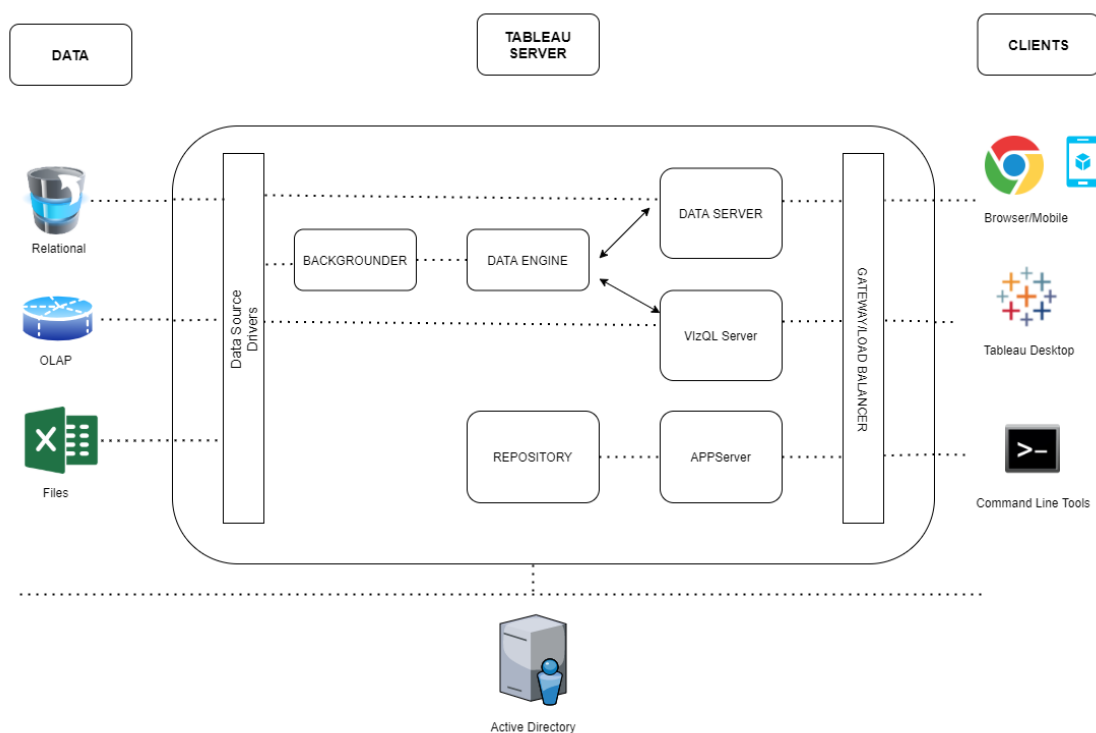 DATA
TABLEAU
SERVER
CLIENTS
Relational
OLAP
Files
Data Source
Drivers
BACKGROUNDER
DATA ENGINE
DATA SERVER
VIzQL Server
REPOSITORY
APPServer
GATEWAY/LOAD BALANCER
Browser/Mobile
Tableau Desktop
Command Line Tools
Active Directory